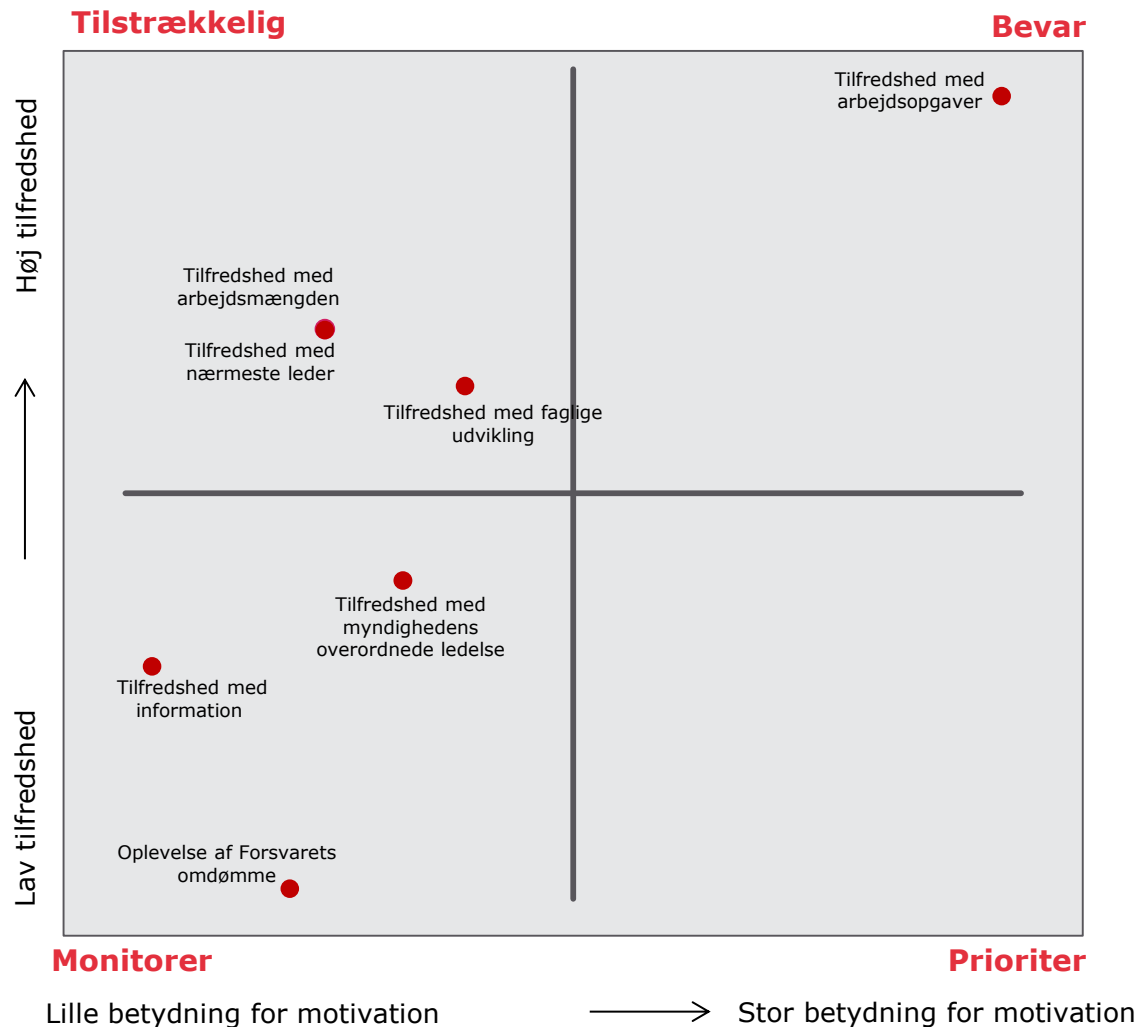 Tilstrækkelig
Bevar
Høj tilfredshed
Lav tilfredshed
Tilfredshed med
arbejdsopgaver
Tilfredshed med
arbejdsmængden
Tilfredshed med
nærmeste leder
Tilfredshed med faglige
udvikling
Tilfredshed med
myndighedens
overordnede ledelse
Tilfredshed med
information
Oplevelse af Forsvarets
omdømme
Monitorer
Prioriter
Lille betydning for motivation
Stor betydning for motivation